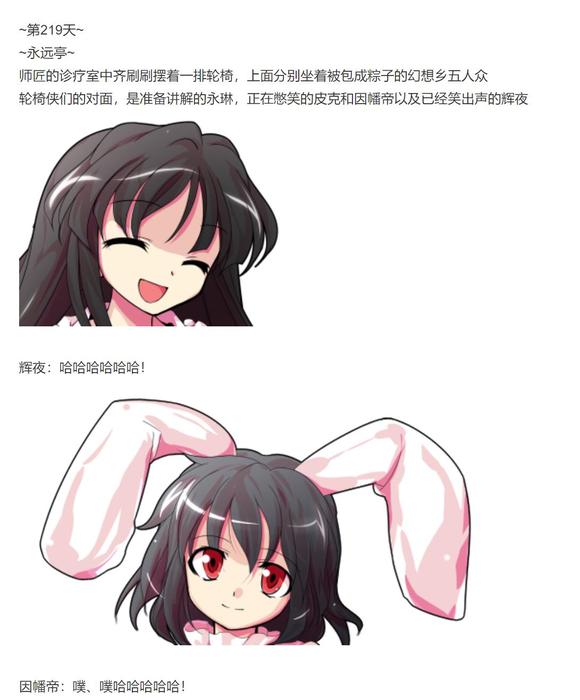 ~第219天~
~永远亭~
师匠的诊疗室中齐刷刷摆着一排轮椅，上面分别坐着被包成粽子的幻想乡五人众
轮椅侠们的对面，是准备讲解的永琳，正在憋笑的皮克和因幡帝以及已经笑出声的辉夜
辉夜：哈哈哈哈哈哈！
因幡帝：噗、噗哈哈哈哈哈！